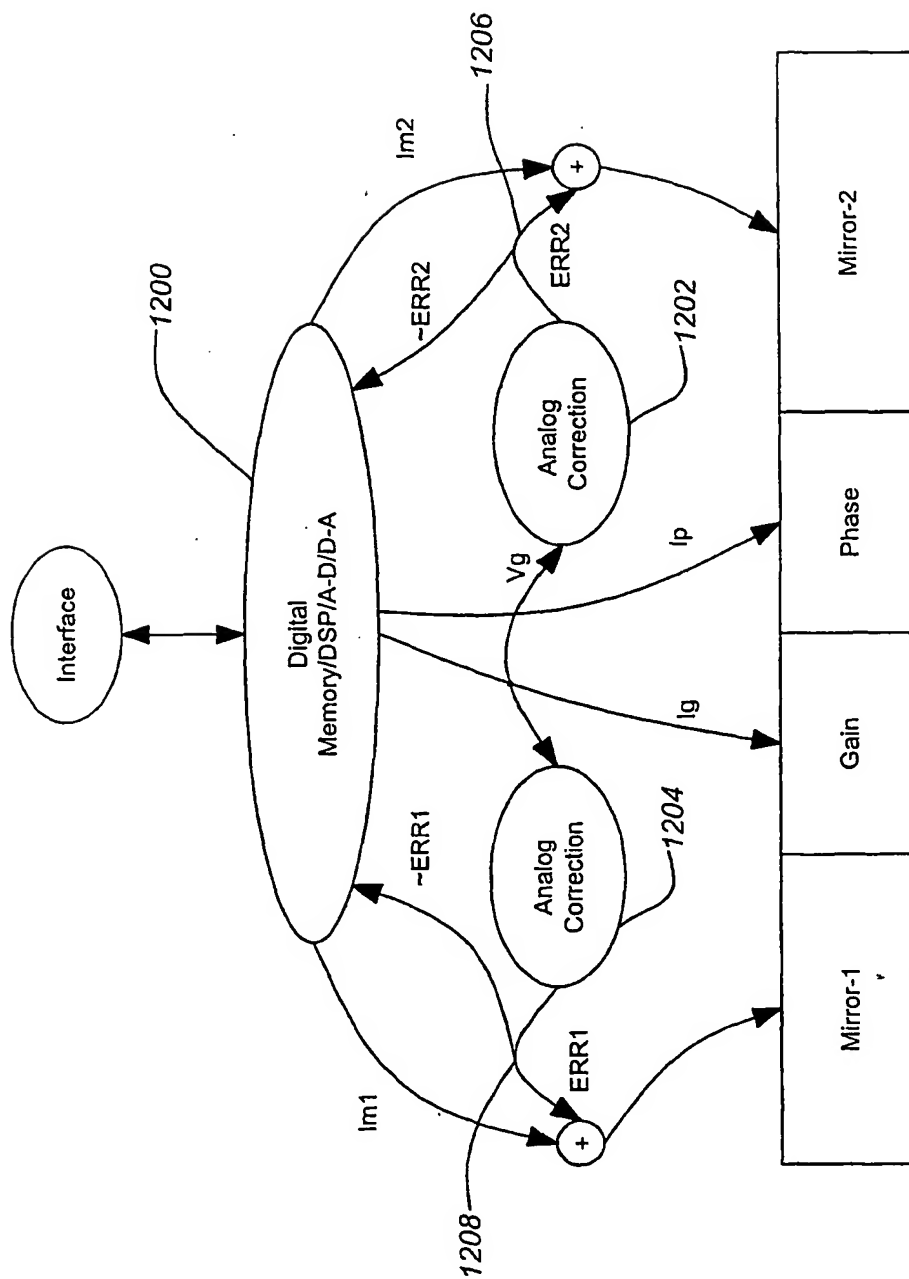 Interface
1200
Digital
Memory/DSP/A-D/D-A
Im1
Im2
1206
~ERR1
~ERR2
Vg
Analog
Correction
Analog
Correction
ERR1
ERR2
1208
1204
1202
Ig
Ip
Mirror-1
Gain
Phase
Mirror-2